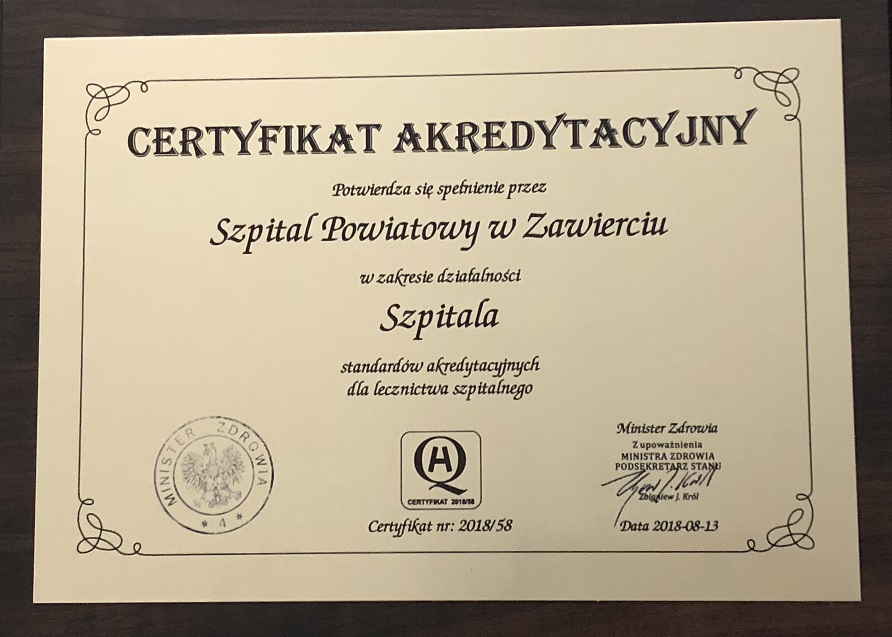 CERTYFIKAT AKREDYTACYJNY
Potwierdza się spełnienie przez
Szpital Powiatowy w Zawierciu
w zakresie działalności
Szpitala
standardów akredytacyjnych
dla lecznictwa szpitalnego
MINISTER ZDROWIA
* 4 *
HQ
CERTYFIKAT 2018/58
Certyfikat nr: 2018/58
Minister Zdrowia
Z upoważnienia
MINISTRA ZDROWIA
PODSEKRETARZ STANU
Zbigniew J. Król
Data 2018-08-13